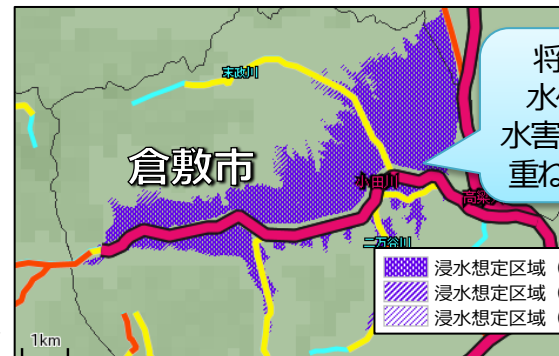 末政川
将
水
水害
重ね
倉敷市
小田川
高梁
二万谷川
浸水想定区域（
浸水想定区域（
浸水想定区域（
1km